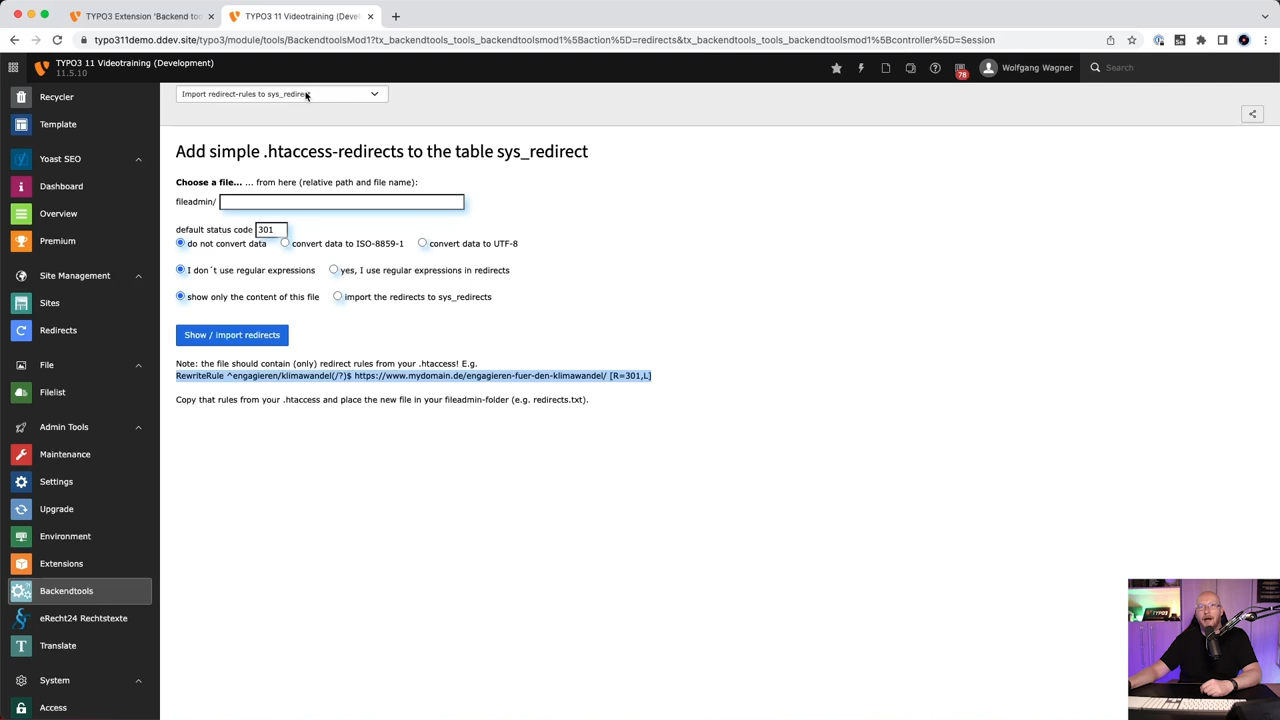 TYPO3 Extension 'Backend too
TYPO3 11 Videotraining (Devel
typo311demo.ddev.site/typo3/module/tools/BackendtoolsMod1?tx_backendtools_tools_backendtoolsmod1%5Baction%5D=redirects&tx_backendtools_tools_backendtoolsmod1%5Bcontroller%5D=Session
TYPO3 11 Videotraining (Development)
11.5.10
78
Wolfgang Wagner
Search
Recycler
Template
Yoast SEO
Dashboard
Overview
Premium
Site Management
Sites
Redirects
File
Filelist
Admin Tools
Maintenance
Settings
Upgrade
Environment
Extensions
Backendtools
eRecht24 Rechtstexte
Translate
System
Access
Import redirect-rules to sys_redirect
Add simple .htaccess-redirects to the table sys_redirect
Choose a file... ... from here (relative path and file name):
fileadmin/
default status code 301
do not convert data convert data to ISO-8859-1 convert data to UTF-8
I don´t use regular expressions yes, I use regular expressions in redirects
show only the content of this file import the redirects to sys_redirects
Show / import redirects
Note: the file should contain (only) redirect rules from your .htaccess! E.g.
RewriteRule ^engagieren/klimawandel(/?)$ https://www.mydomain.de/engagieren-fuer-den-klimawandel/ [R=301,L]
Copy that rules from your .htaccess and place the new file in your fileadmin-folder (e.g. redirects.txt).
TYPO3